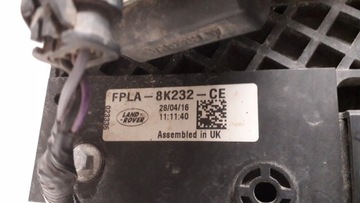 FPLA-8K232-CE
28/04/16
11:11:40
LAND-
ROVER
Assembled in UK